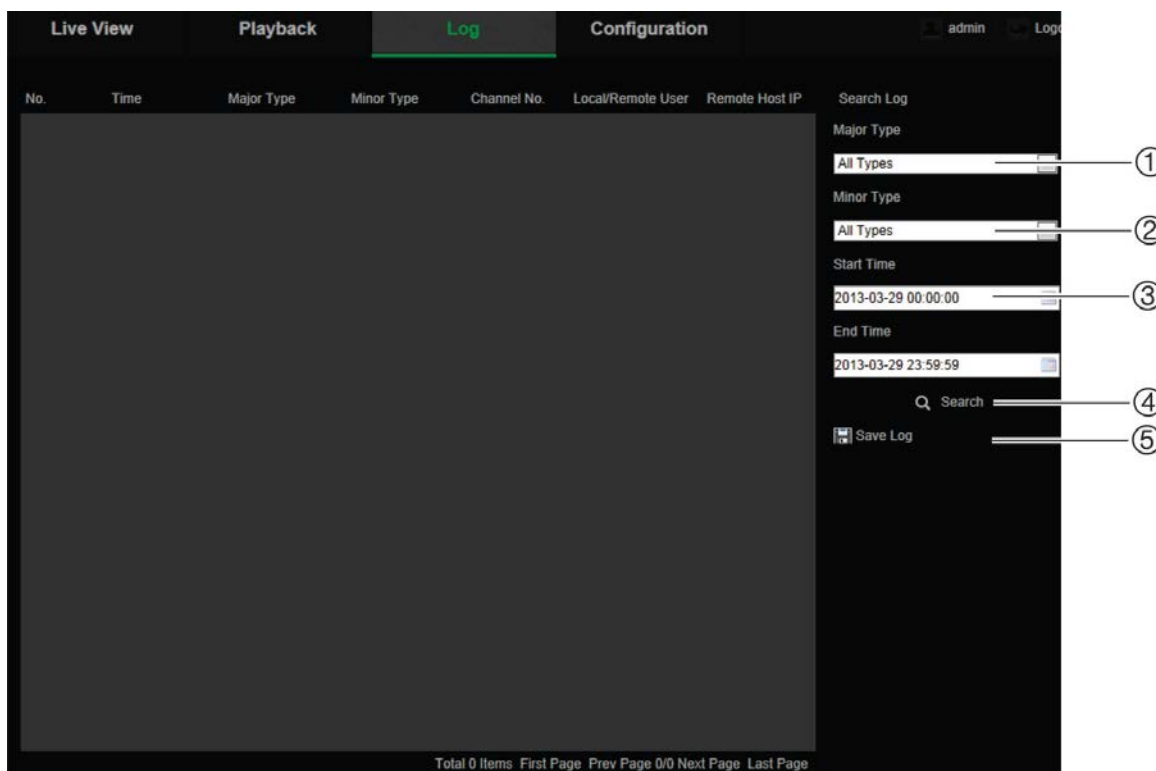 Live View Playback Log Configuration admin Logo
No. Time Major Type Minor Type Channel No. Local/Remote User Remote Host IP Search Log
Major Type
All Types ①
Minor Type
All Types ②
Start Time
2013-03-29 00:00:00 ③
End Time
2013-03-29 23:59:59
Search ④
Save Log ⑤
Total 0 Items First Page Prev Page 0/0 Next Page Last Page